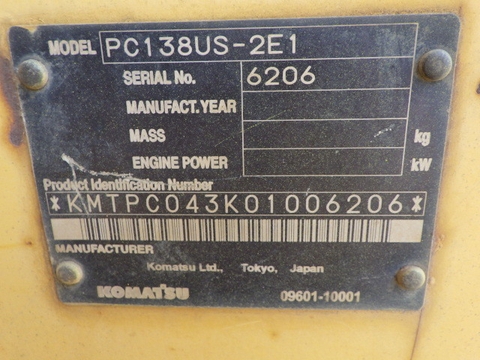 MODEL PC138US-2E1
SERIAL No. 6206
MANUFACT.YEAR
MASS kg
ENGINE POWER kW
Product Identification Number
*KMTPC043K01006206*
MANUFACTURER
Komatsu Ltd., Tokyo, Japan
KOMATSU 09601-10001